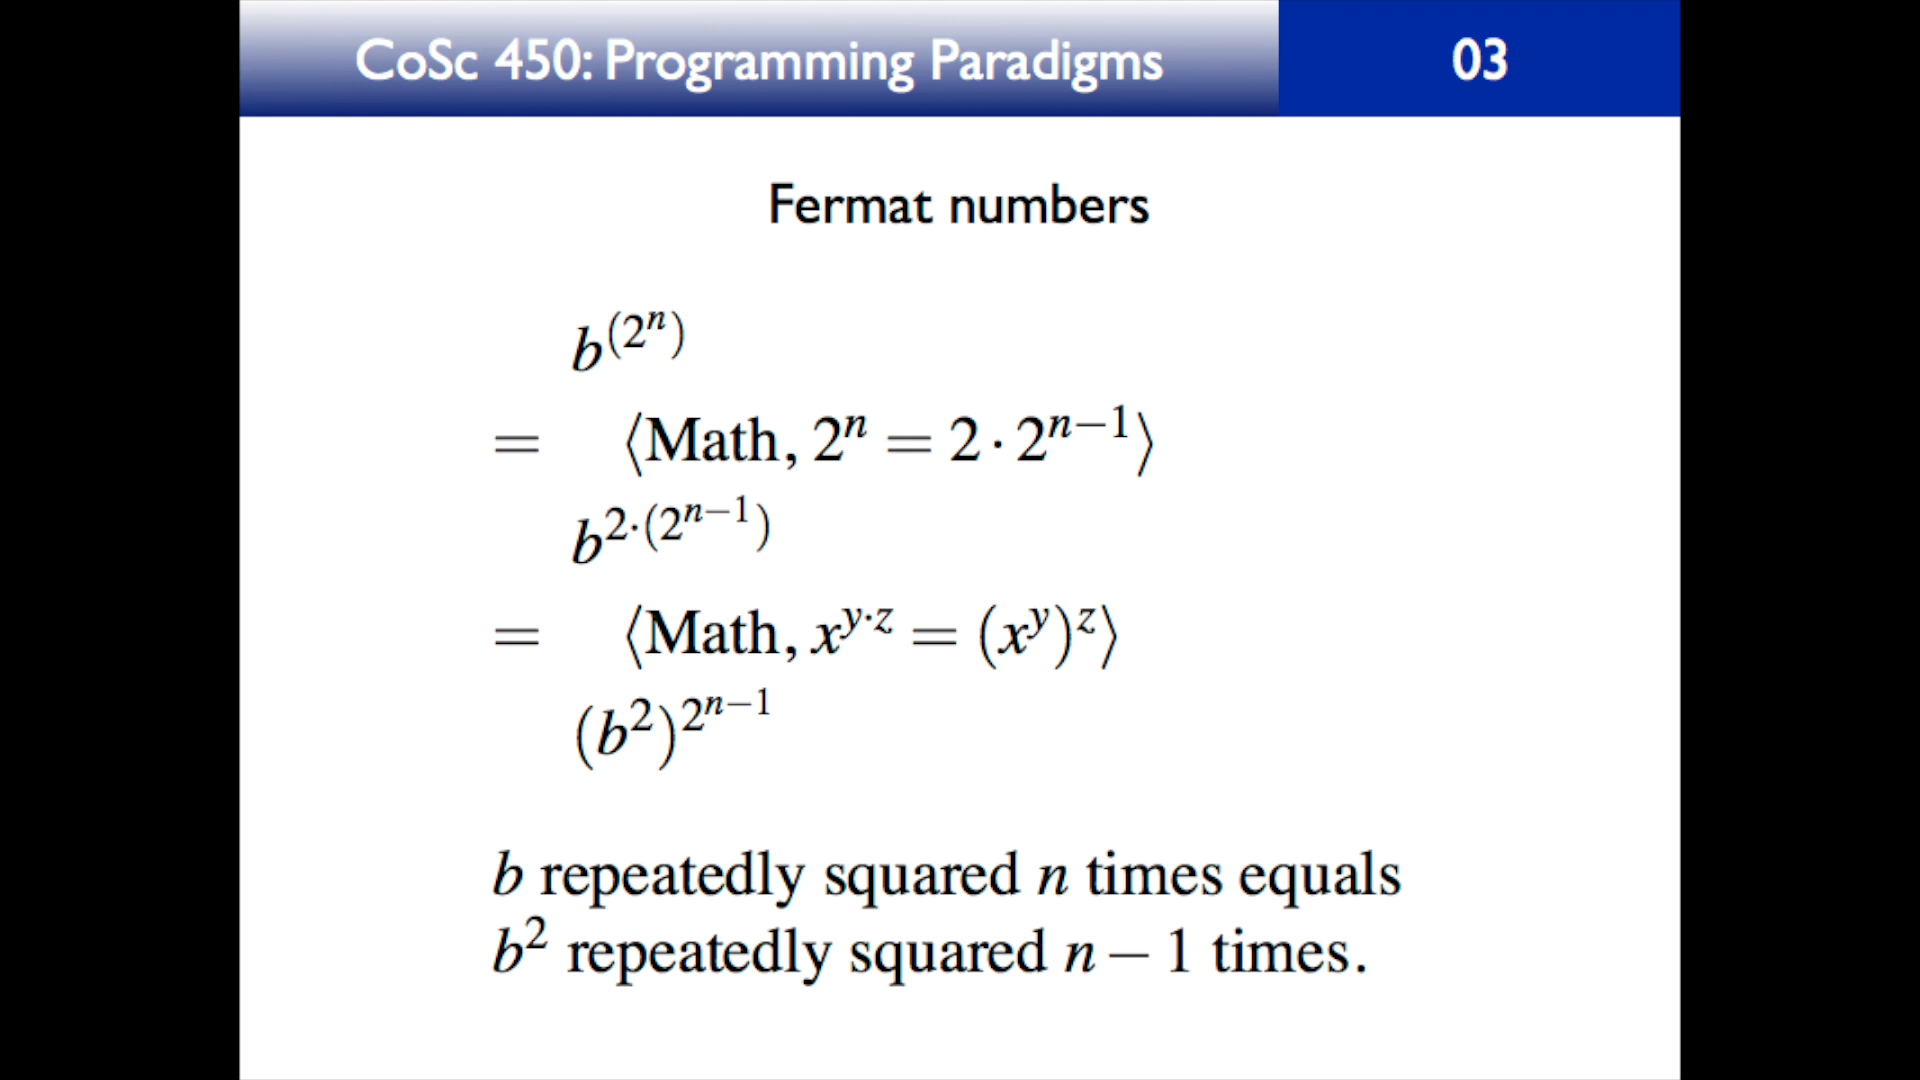 CoSc 450: Programming Paradigms 03
Fermat numbers
b^(2^n)
= ⟨Math, 2^n = 2 · 2^{n−1}⟩
b^{2·(2^{n−1})}
= ⟨Math, x^{y·z} = (x^y)^z⟩
(b^2)^{2^{n−1}}
b repeatedly squared n times equals
b^2 repeatedly squared n − 1 times.